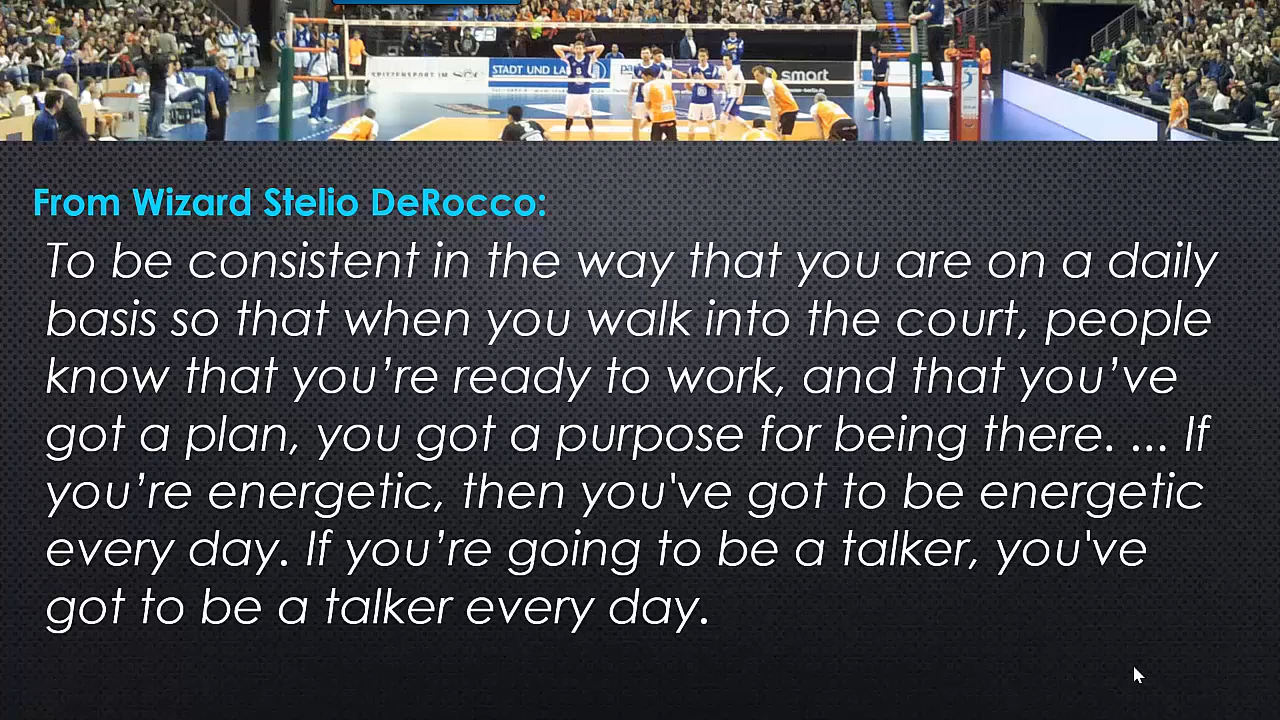 SPITZENSPORT IM
STADT UND LA
smart
From Wizard Stelio DeRocco:
To be consistent in the way that you are on a daily
basis so that when you walk into the court, people
know that you’re ready to work, and that you’ve
got a plan, you got a purpose for being there. ... If
you’re energetic, then you've got to be energetic
every day. If you’re going to be a talker, you've
got to be a talker every day.